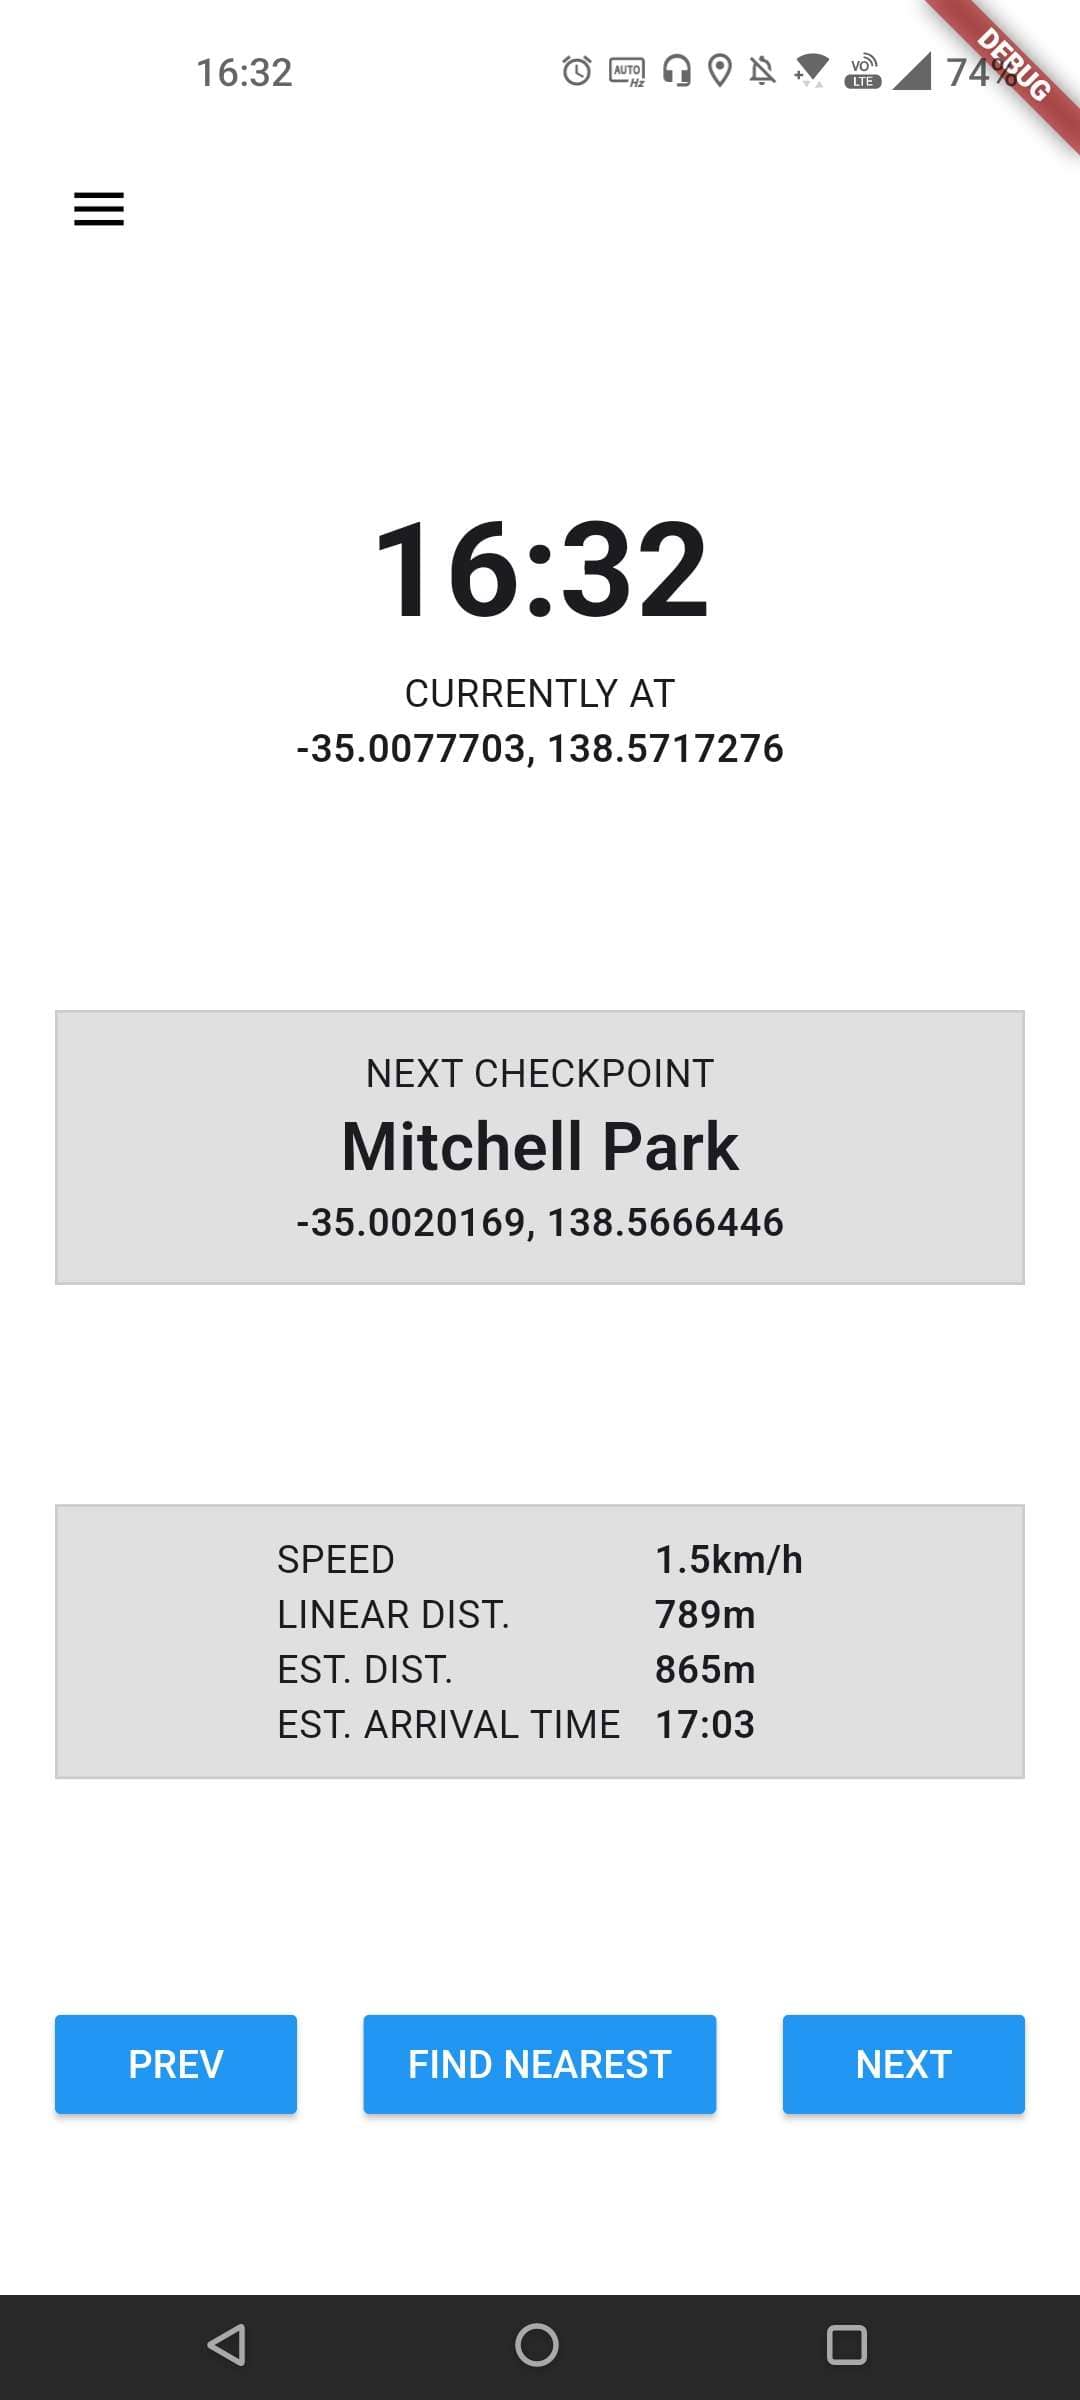 16:32
AUTO
Hz
VO
LTE
74%
DEBUG
16:32
CURRENTLY AT
-35.0077703, 138.5717276
NEXT CHECKPOINT
Mitchell Park
-35.0020169, 138.5666446
SPEED 1.5km/h
LINEAR DIST. 789m
EST. DIST. 865m
EST. ARRIVAL TIME 17:03
PREV FIND NEAREST NEXT